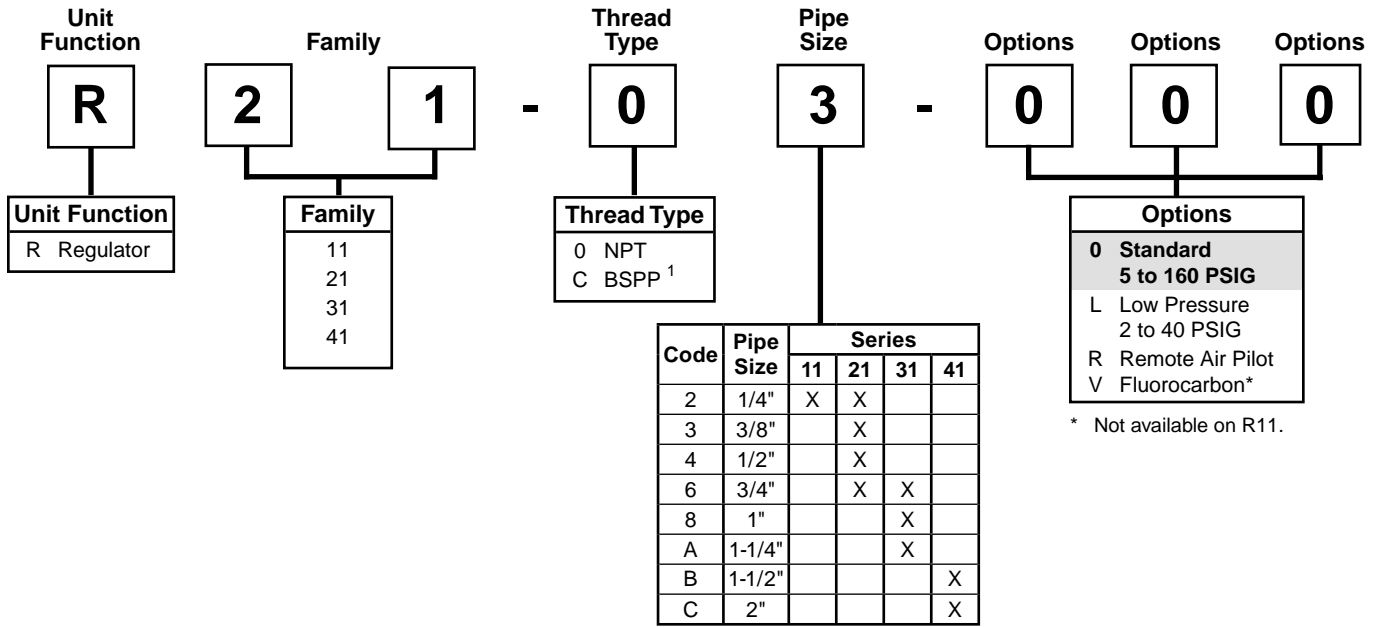 Unit Function
Family
Thread Type
Pipe Size
Options
Options
Options
R 2 1 - 0 3 - 0 0 0
Unit Function
R Regulator
Family
11
21
31
41
Thread Type
0 NPT
C BSPP 1
Options
0 Standard
5 to 160 PSIG
L Low Pressure
2 to 40 PSIG
R Remote Air Pilot
V Fluorocarbon*
* Not available on R11.
Code Pipe Size Series
11 21 31 41
2 1/4" X X
3 3/8" X
4 1/2" X
6 3/4" X X
8 1" X
A 1-1/4" X
B 1-1/2" X
C 2" X